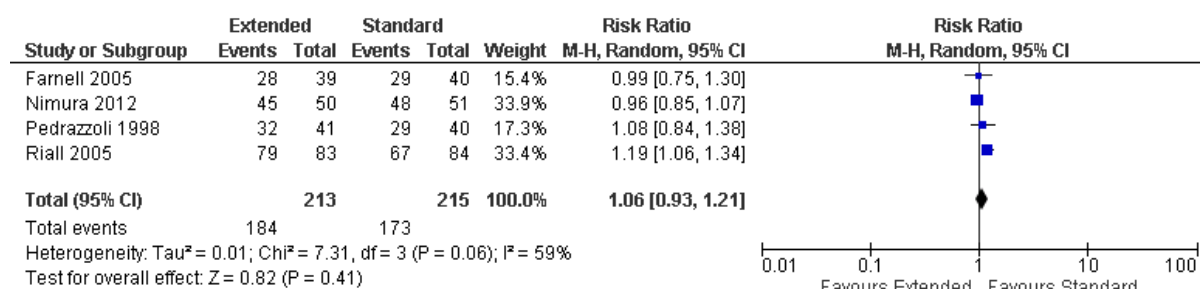 Extended Standard Risk Ratio Risk Ratio
Study or Subgroup Events Total Events Total Weight M-H, Random, 95% CI M-H, Random, 95% CI
Farnell 2005 28 39 29 40 15.4% 0.99 [0.75, 1.30]
Nimura 2012 45 50 48 51 33.9% 0.96 [0.85, 1.07]
Pedrazzoli 1998 32 41 29 40 17.3% 1.08 [0.84, 1.38]
Riall 2005 79 83 67 84 33.4% 1.19 [1.06, 1.34]
Total (95% CI) 213 215 100.0% 1.06 [0.93, 1.21]
Total events 184 173
Heterogeneity: Tau² = 0.01; Chi² = 7.31, df = 3 (P = 0.06); I² = 59%
Test for overall effect: Z = 0.82 (P = 0.41)
0.01 0.1 1 10 100
Favours Extended Favours Standard